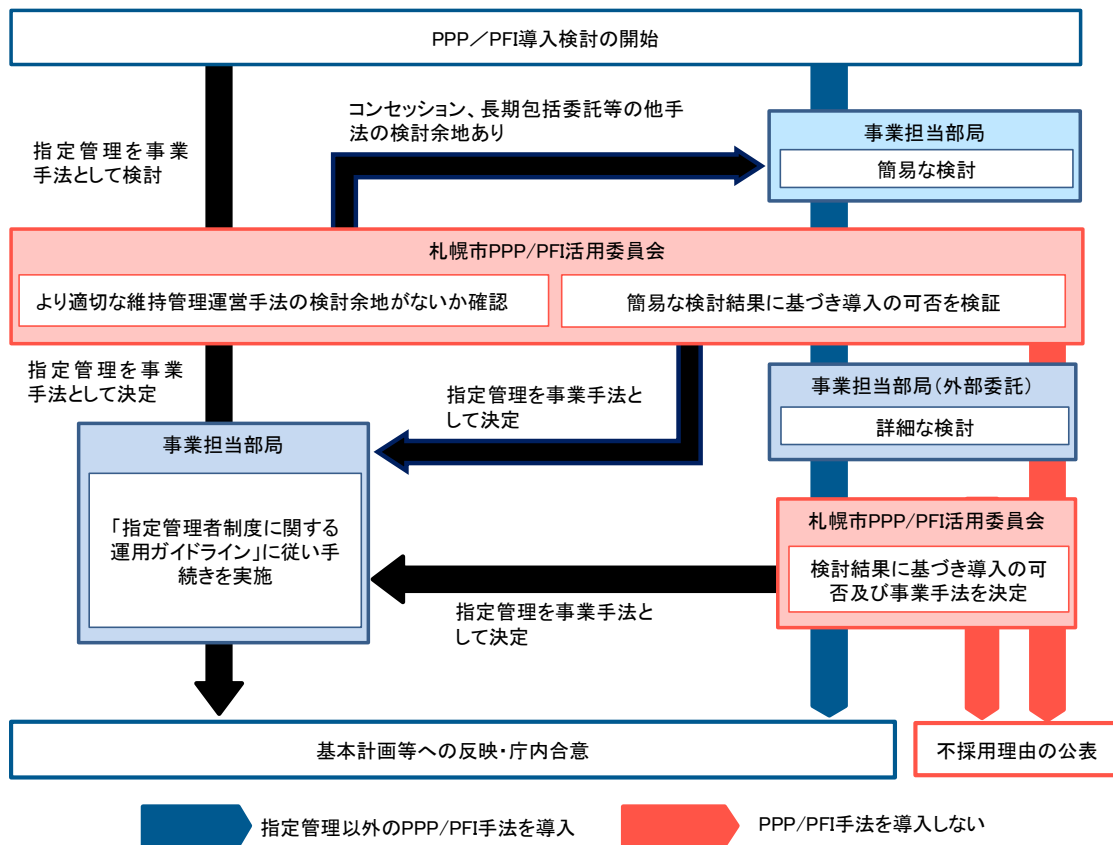 PPP／PFI導入検討の開始
コンセッション、長期包括委託等の他手
法の検討余地あり
指定管理を事業
手法として検討
事業担当部局
簡易な検討
札幌市PPP/PFI活用委員会
より適切な維持管理運営手法の検討余地がないか確認
簡易な検討結果に基づき導入の可否を検証
指定管理を事業
手法として決定
指定管理を事業手法と
して決定
事業担当部局（外部委託）
詳細な検討
事業担当部局
「指定管理者制度に関する
運用ガイドライン」に従い手
続きを実施
札幌市PPP/PFI活用委員会
検討結果に基づき導入の可
否及び事業手法を決定
指定管理を事業手法と
して決定
基本計画等への反映・庁内合意
不採用理由の公表
指定管理以外のPPP/PFI手法を導入
PPP/PFI手法を導入しない